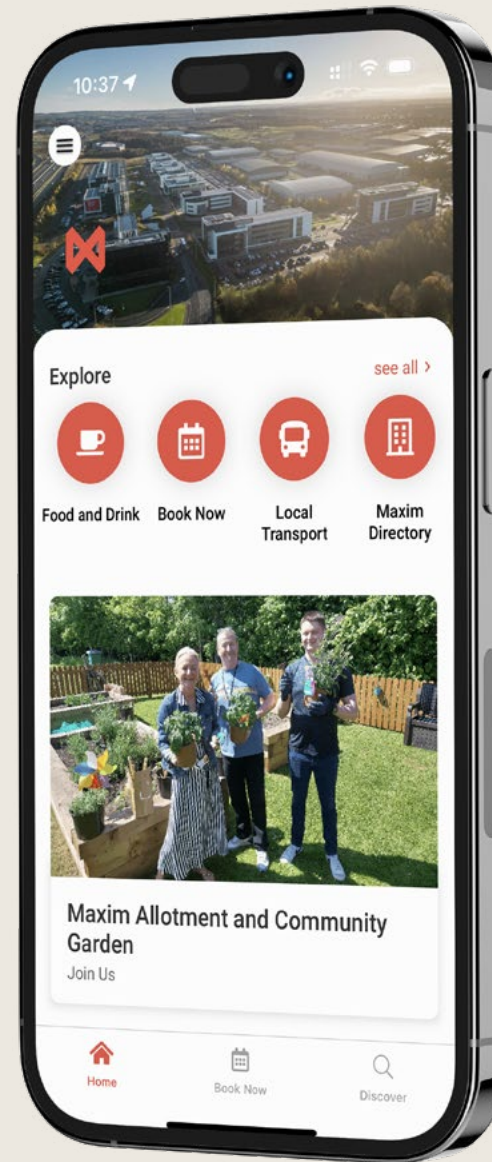 10:37
Explore
see all >
Food and Drink
Book Now
Local
Transport
Maxim
Directory
Maxim Allotment and Community
Garden
Join Us
Home
Book Now
Discover